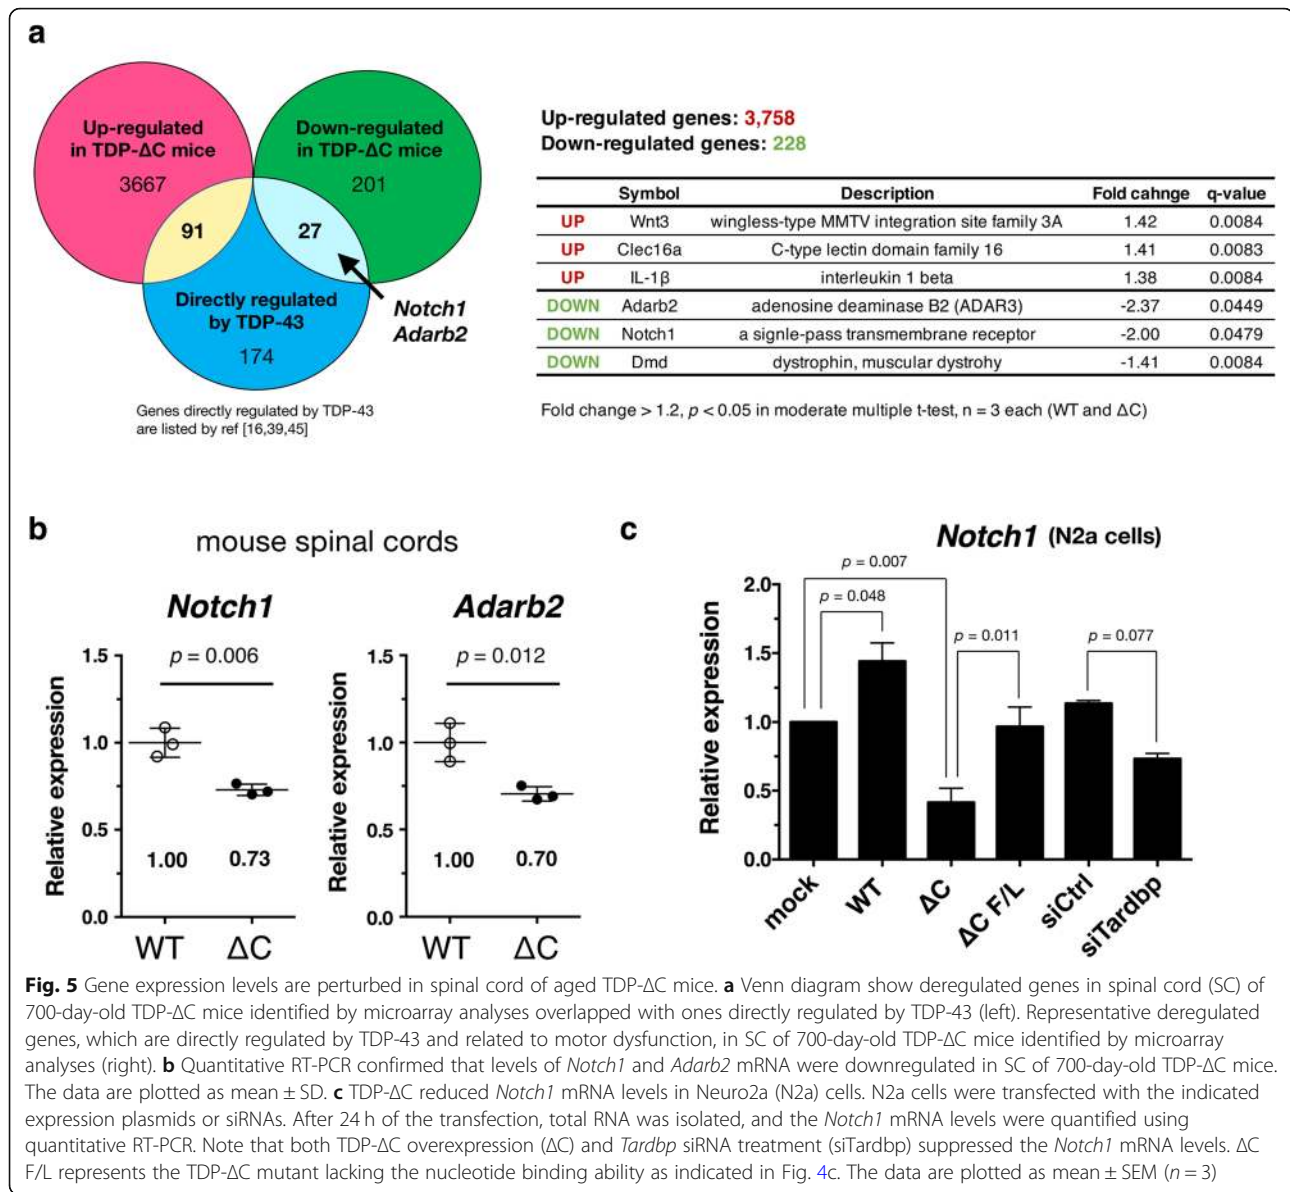 a
Up-regulated
in TDP-ΔC mice
3667
Down-regulated
in TDP-ΔC mice
201
91
27
Directly regulated
by TDP-43
174
Notch1
Adarb2
Genes directly regulated by TDP-43
are listed by ref [16,39,45]
Up-regulated genes: 3,758
Down-regulated genes: 228
Symbol Description Fold cahnge q-value
UP Wnt3 wingless-type MMTV integration site family 3A 1.42 0.0084
UP Clec16a C-type lectin domain family 16 1.41 0.0083
UP IL-1β interleukin 1 beta 1.38 0.0084
DOWN Adarb2 adenosine deaminase B2 (ADAR3) -2.37 0.0449
DOWN Notch1 a signle-pass transmembrane receptor -2.00 0.0479
DOWN Dmd dystrophin, muscular dystrohy -1.41 0.0084
Fold change > 1.2, p < 0.05 in moderate multiple t-test, n = 3 each (WT and ΔC)
b
mouse spinal cords
Notch1
p = 0.006
Relative expression
1.5
1.0
0.5
0.0
1.00 0.73
WT ΔC
Adarb2
p = 0.012
Relative expression
1.5
1.0
0.5
0.0
1.00 0.70
WT ΔC
c
Notch1 (N2a cells)
p = 0.007
p = 0.048
p = 0.011
p = 0.077
Relative expression
2.0
1.5
1.0
0.5
0.0
mock WT ΔC ΔC F/L siCtrl siTardbp
Fig. 5 Gene expression levels are perturbed in spinal cord of aged TDP-ΔC mice. a Venn diagram show deregulated genes in spinal cord (SC) of
700-day-old TDP-ΔC mice identified by microarray analyses overlapped with ones directly regulated by TDP-43 (left). Representative deregulated
genes, which are directly regulated by TDP-43 and related to motor dysfunction, in SC of 700-day-old TDP-ΔC mice identified by microarray
analyses (right). b Quantitative RT-PCR confirmed that levels of Notch1 and Adarb2 mRNA were downregulated in SC of 700-day-old TDP-ΔC mice.
The data are plotted as mean ± SD. c TDP-ΔC reduced Notch1 mRNA levels in Neuro2a (N2a) cells. N2a cells were transfected with the indicated
expression plasmids or siRNAs. After 24 h of the transfection, total RNA was isolated, and the Notch1 mRNA levels were quantified using
quantitative RT-PCR. Note that both TDP-ΔC overexpression (ΔC) and Tardbp siRNA treatment (siTardbp) suppressed the Notch1 mRNA levels. ΔC
F/L represents the TDP-ΔC mutant lacking the nucleotide binding ability as indicated in Fig. 4c. The data are plotted as mean ± SEM (n = 3)